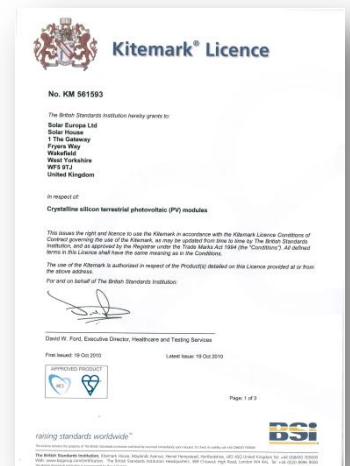 Kitemark® Licence
No. KM 561593
The British Standards Institution hereby grants to:
Solar Europa Ltd
Solar House
1 The Gateway
Fryers Way
Wakefield
West Yorkshire
WF5 9TJ
United Kingdom
In respect of:
Crystalline silicon terrestrial photovoltaic (PV) modules
This issues the right and licence to use the Kitemark in accordance with the Kitemark Licence Conditions of
Contract governing the use of the Kitemark, as may be updated from time to time by The British Standards
Institution, and as approved by the Registrar under the Trade Marks Act 1994 (the "Conditions"). All defined
terms in this Licence shall have the same meaning as in the Conditions.
The use of the Kitemark is authorized in respect of the Product(s) detailed on this Licence provided at or from
the above address.
For and on behalf of The British Standards Institution:
David W. Ford, Executive Director, Healthcare and Testing Services
First Issued: 19 Oct 2010 Latest Issue: 19 Oct 2010
APPROVED PRODUCT
Page: 1 of 3
raising standards worldwide™
BSi